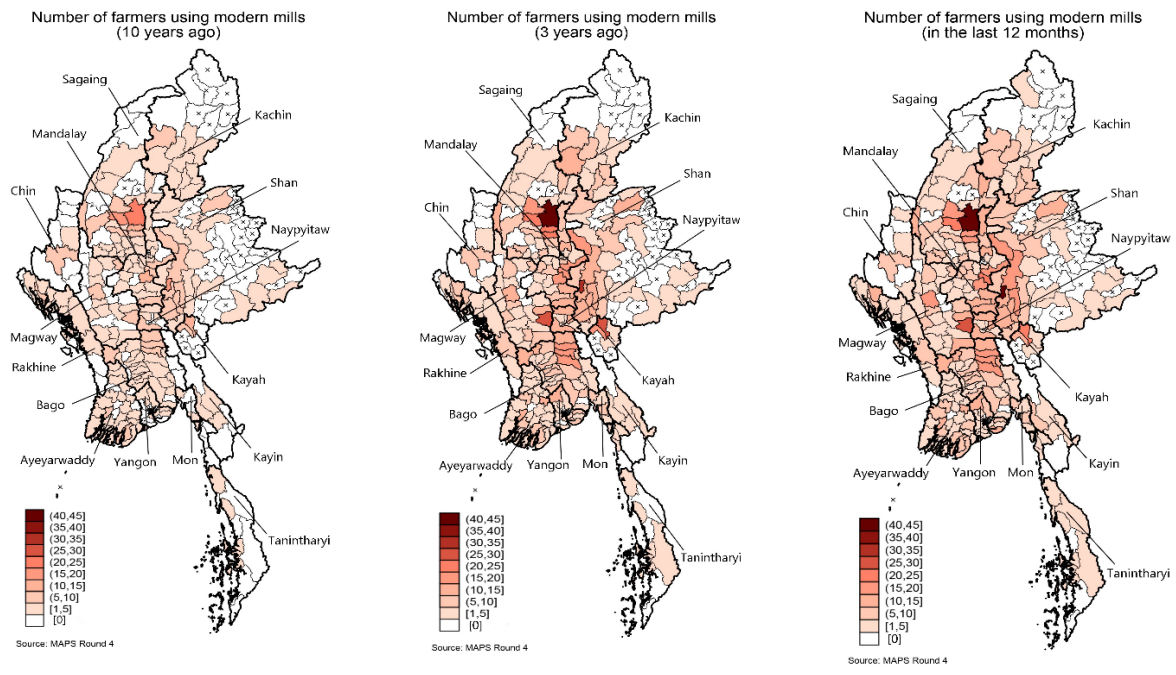 Number of farmers using modern mills
(10 years ago)
Sagaing
Kachin
Mandalay
Shan
Chin
Naypyitaw
Magway
Rakhine
Kayah
Bago
Ayeyarwaddy
Yangon
Mon
Kayin
Tanintharyi
(40,45]
(35,40]
(30,35]
(25,30]
(20,25]
(15,20]
(10,15]
(5,10]
[1,5]
[0]
Source: MAPS Round 4
Number of farmers using modern mills
(3 years ago)
Sagaing
Kachin
Mandalay
Shan
Chin
Naypyitaw
Magway
Rakhine
Kayah
Bago
Ayeyarwaddy
Yangon
Mon
Kayin
Tanintharyi
(40,45]
(35,40]
(30,35]
(25,30]
(20,25]
(15,20]
(10,15]
(5,10]
[1,5]
[0]
Source: MAPS Round 4
Number of farmers using modern mills
(in the last 12 months)
Sagaing
Kachin
Mandalay
Shan
Chin
Naypyitaw
Magway
Rakhine
Kayah
Bago
Kayin
Ayeyarwaddy
Yangon
Mon
Tanintharyi
(40,45]
(35,40]
(30,35]
(25,30]
(20,25]
(15,20]
(10,15]
(5,10]
[1,5]
[0]
Source: MAPS Round 4